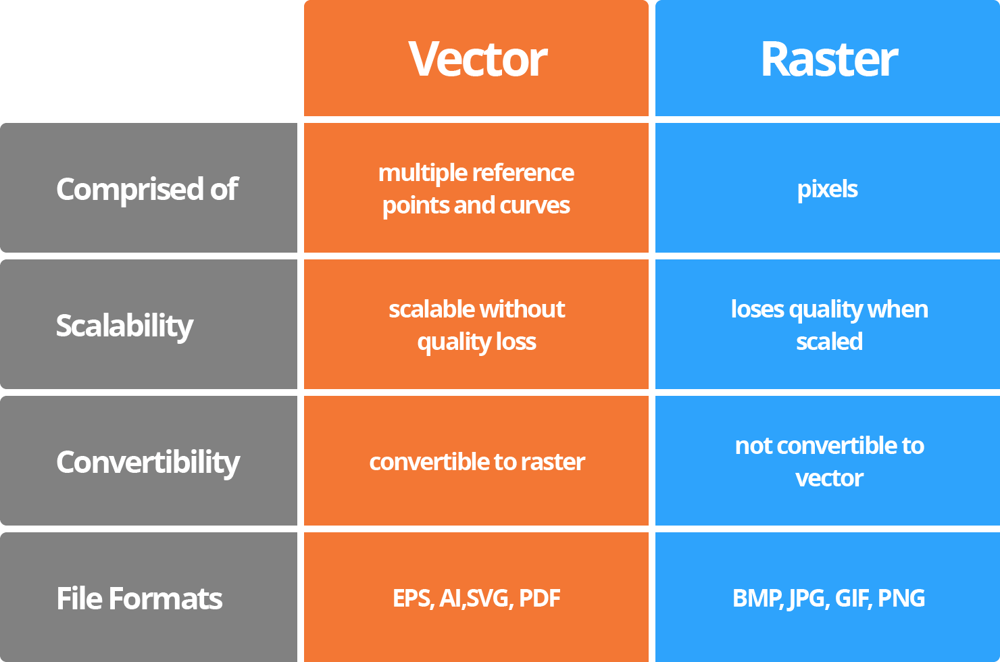 Vector
Raster
Comprised of
multiple reference
points and curves
pixels
Scalability
scalable without
quality loss
loses quality when
scaled
Convertibility
convertible to raster
not convertible to
vector
File Formats
EPS, AI,SVG, PDF
BMP, JPG, GIF, PNG